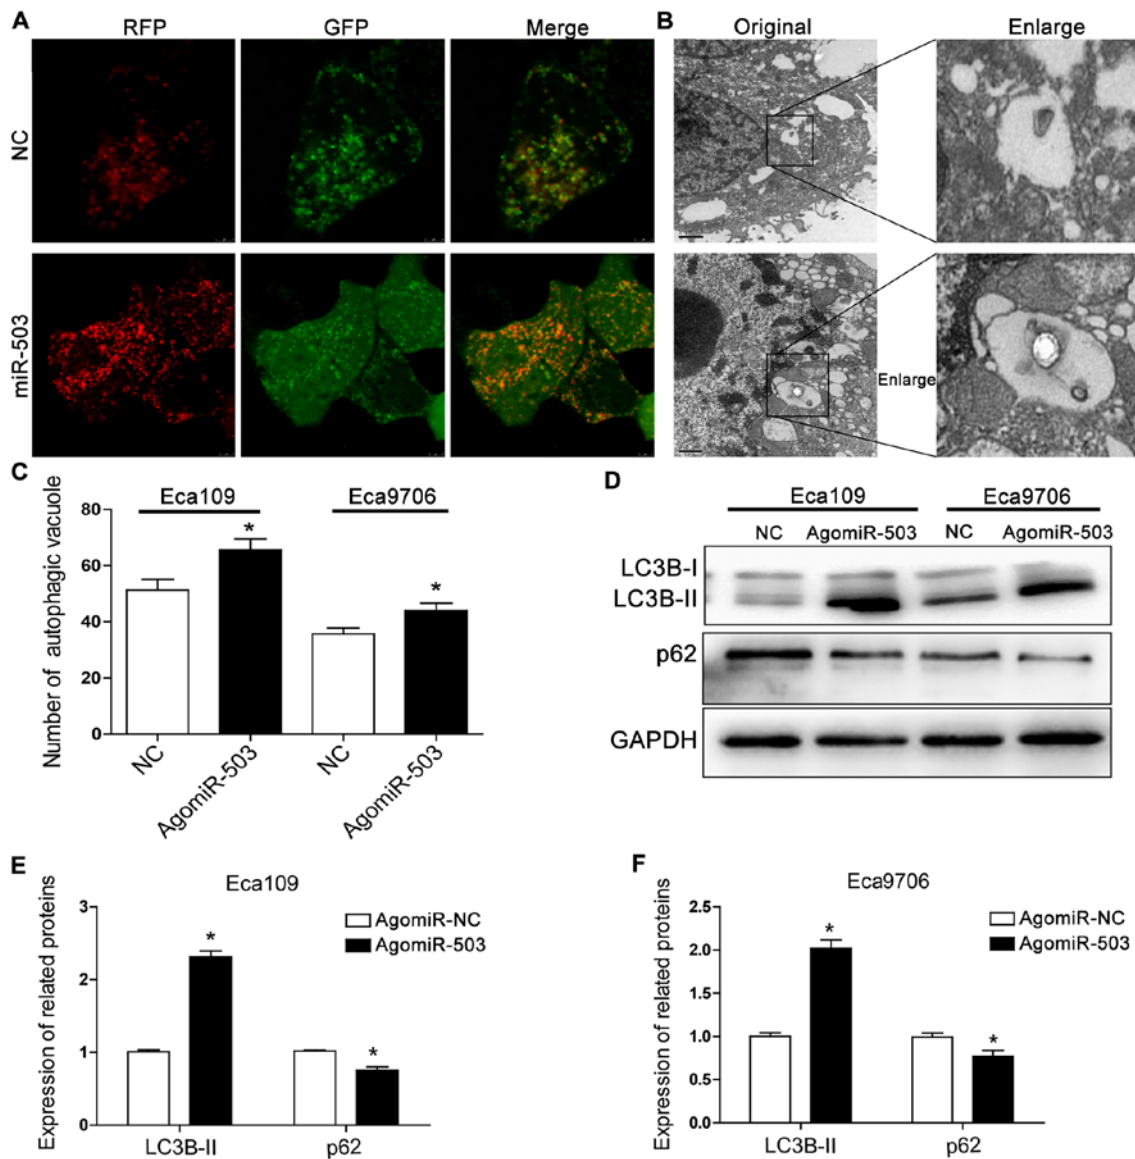 A
RFP
GFP
Merge
NC
miR-503
B
Original
Enlarge
Enlarge
C
Eca109
Eca9706
Number of autophagic vacuole
80
60
40
20
0
*
*
NC
AgomiR-503
NC
AgomiR-503
D
Eca109
Eca9706
NC
AgomiR-503
NC
AgomiR-503
LC3B-I
LC3B-II
p62
GAPDH
E
Eca109
Expression of related proteins
3
2
1
0
*
*
AgomiR-NC
AgomiR-503
LC3B-II
p62
F
Eca9706
Expression of related proteins
2.5
2.0
1.5
1.0
0.5
0.0
*
*
AgomiR-NC
AgomiR-503
LC3B-II
p62